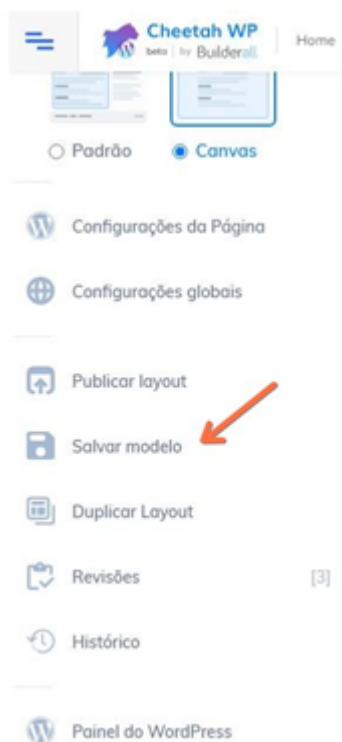 Cheetah WP
beta | by Builderall
Home
Padrão
Canvas
Configurações da Página
Configurações globais
Publicar layout
Salvar modelo
Duplicar Layout
Revisões [3]
Histórico
Painel do WordPress